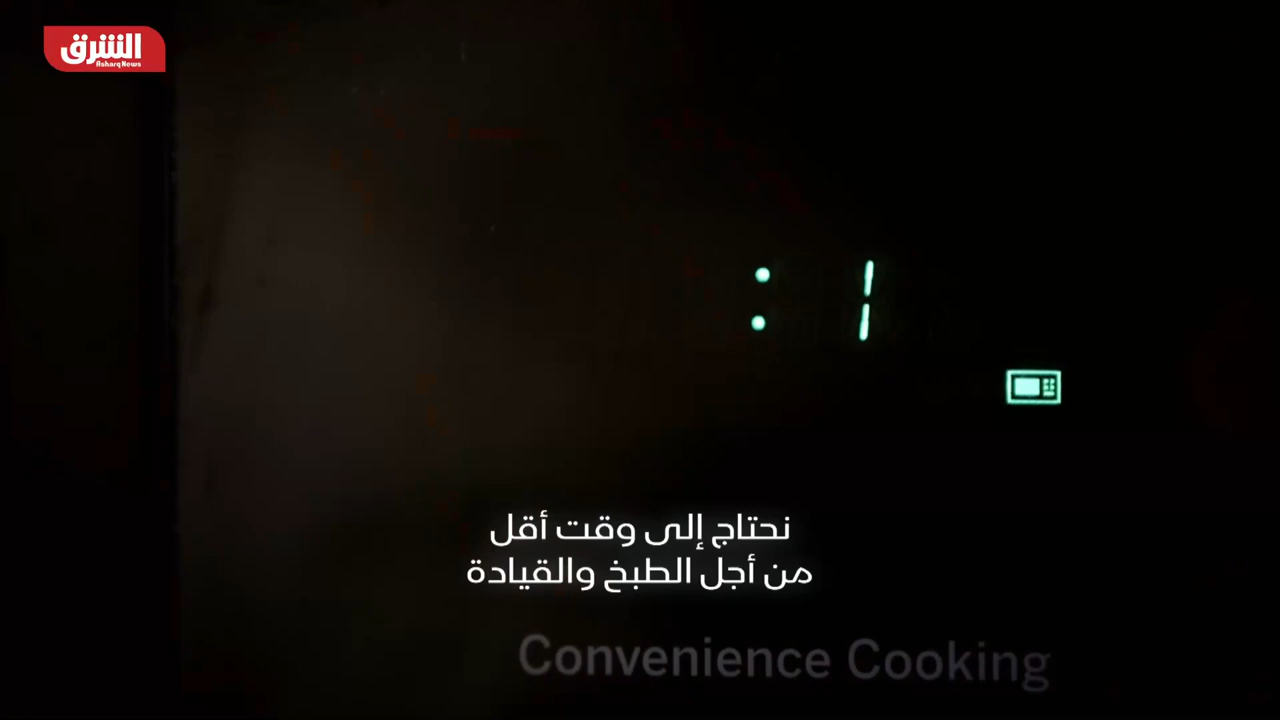 الشرق
Asharq News
: 1
نحتاج إلى وقت أقل
من أجل الطبخ والقيادة
Convenience Cooking